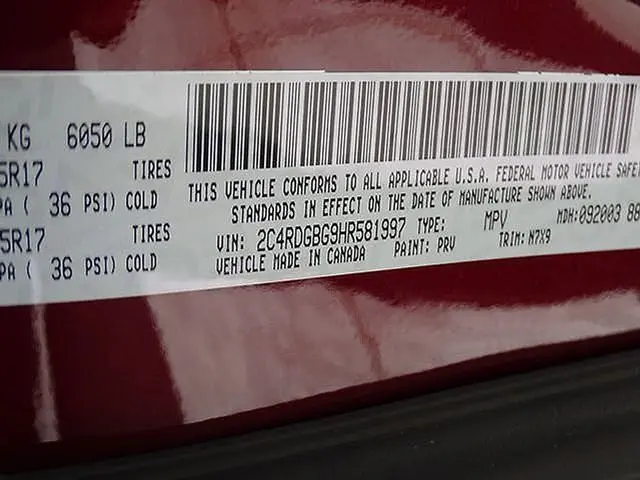 KG 6050 LB
5R17 TIRES
PA ( 36 PSI) COLD
5R17 TIRES
PA ( 36 PSI) COLD
THIS VEHICLE CONFORMS TO ALL APPLICABLE U.S.A. FEDERAL MOTOR VEHICLE SAFE
STANDARDS IN EFFECT ON THE DATE OF MANUFACTURE SHOWN ABOVE.
VIN: 2C4RDGBG9HR581997 TYPE: MPV MDH:092003 88
VEHICLE MADE IN CANADA PAINT: PRV TRIM: N7X9